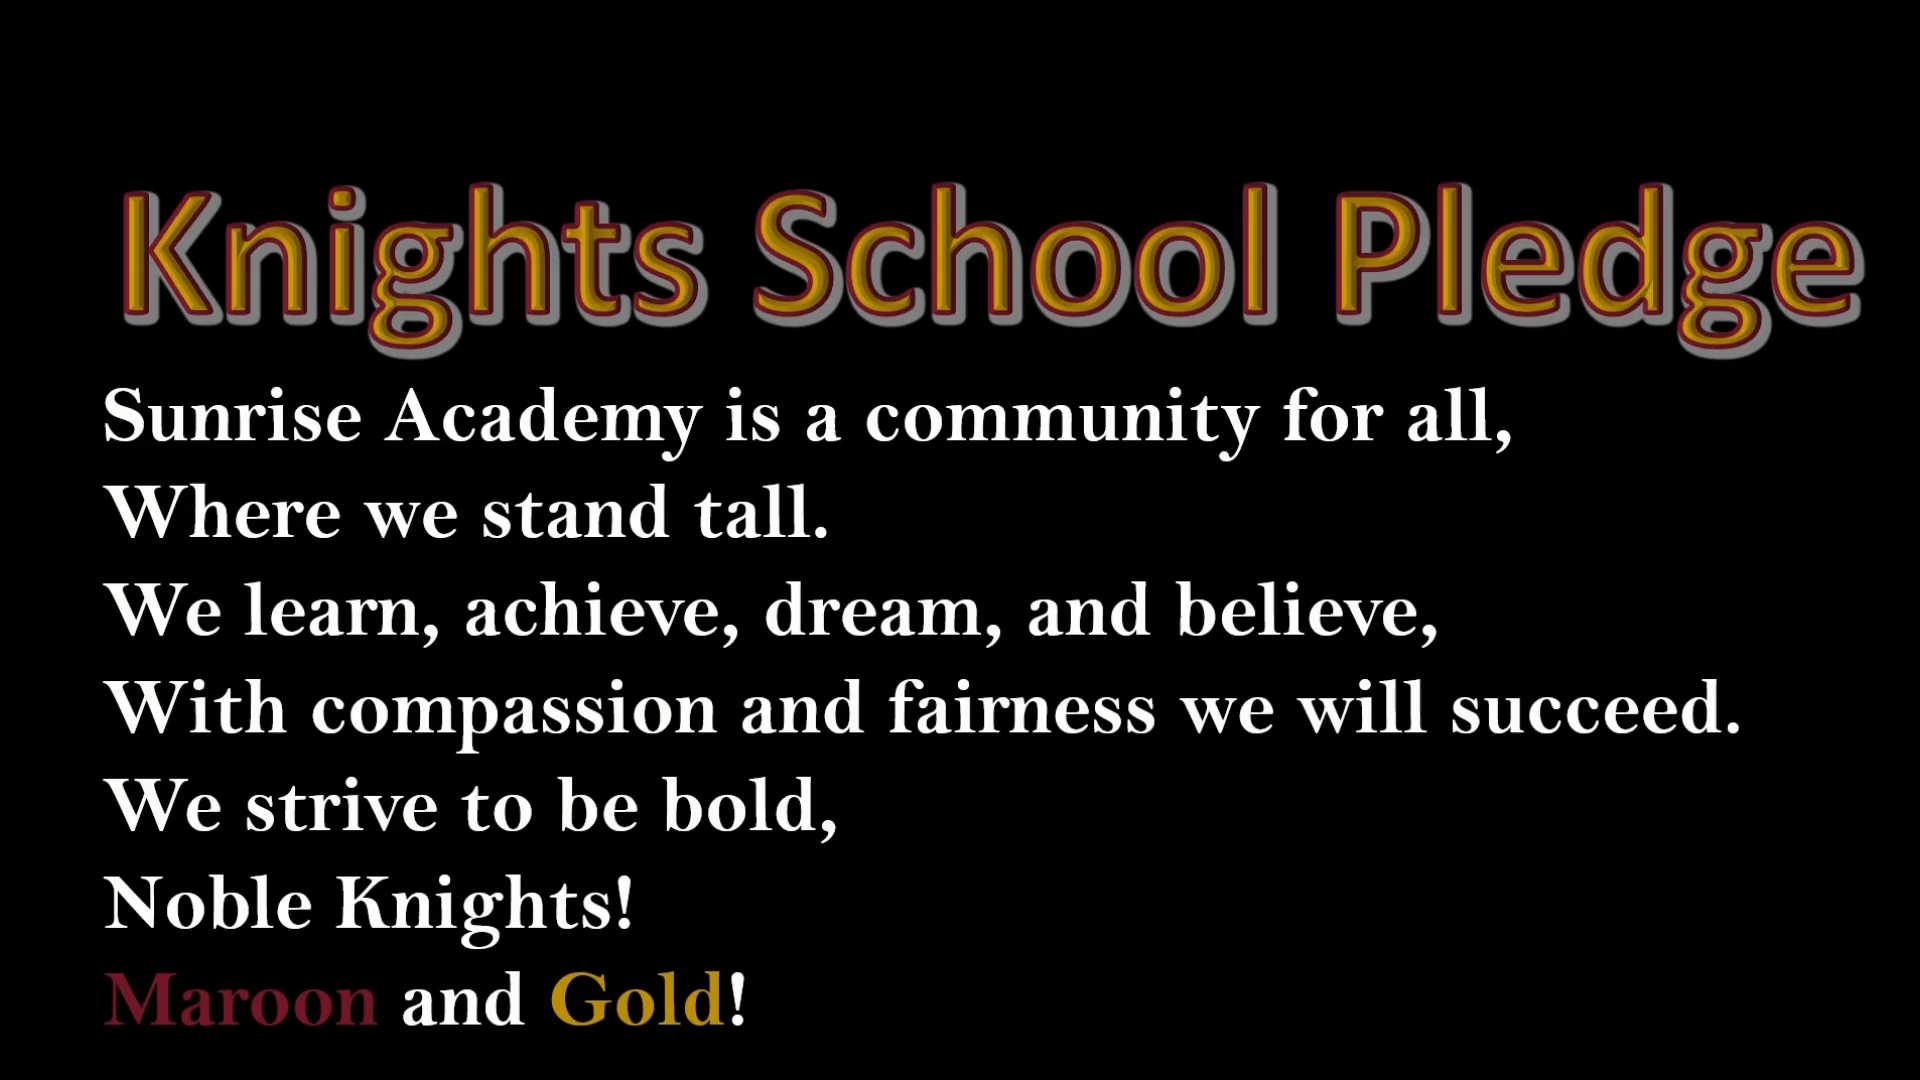 Knights School Pledge
Sunrise Academy is a community for all,
Where we stand tall.
We learn, achieve, dream, and believe,
With compassion and fairness we will succeed.
We strive to be bold,
Noble Knights!
Maroon and Gold!